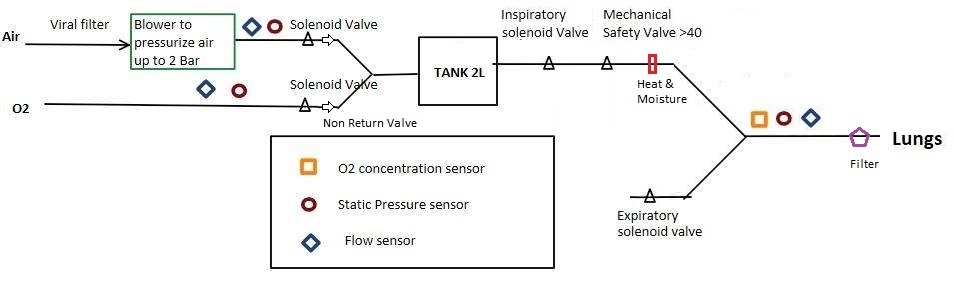 Air
Viral filter
Blower to
pressurize air
up to 2 Bar
Solenoid Valve
O2
Solenoid Valve
Non Return Valve
TANK 2L
Inspiratory
solenoid Valve
Mechanical
Safety Valve >40
Heat &
Moisture
Expiratory
solenoid valve
Filter
Lungs
O2 concentration sensor
Static Pressure sensor
Flow sensor